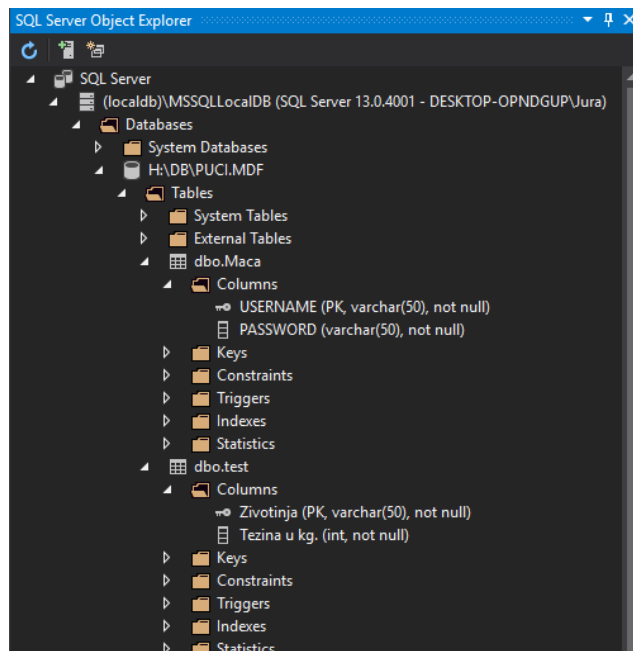 SQL Server Object Explorer
SQL Server
(localdb)\MSSQLLocalDB (SQL Server 13.0.4001 - DESKTOP-OPNDGUP\Jura)
Databases
System Databases
H:\DB\PUCI.MDF
Tables
System Tables
External Tables
dbo.Maca
Columns
USERNAME (PK, varchar(50), not null)
PASSWORD (varchar(50), not null)
Keys
Constraints
Triggers
Indexes
Statistics
dbo.test
Columns
Zivotinja (PK, varchar(50), not null)
Tezina u kg. (int, not null)
Keys
Constraints
Triggers
Indexes
Statistics